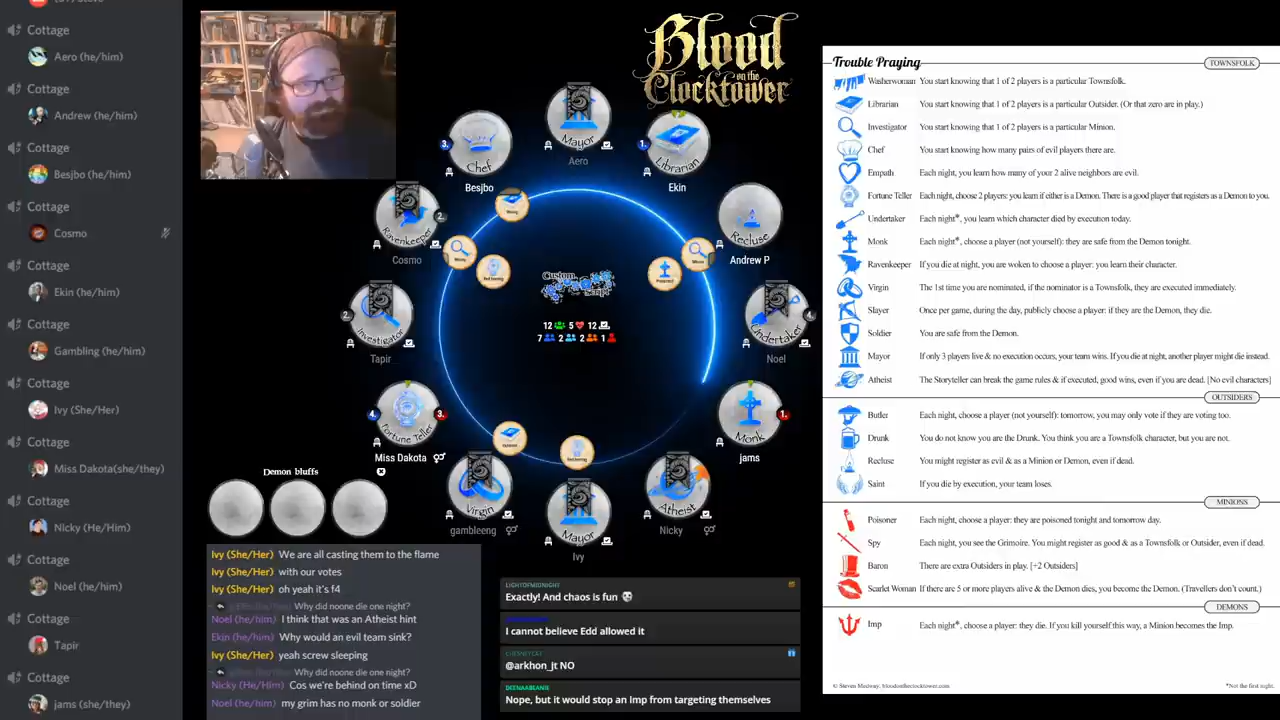 Cottage
Aero (he/him)
Cottage
Andrew (he/him)
Cottage
Besjbo (he/him)
Cottage
Cosmo
Cottage
Ekin (he/him)
Cottage
Gambling (he/him)
Cottage
Ivy (She/Her)
Cottage
Miss Dakota(she/they)
Cottage
Nicky (He/Him)
Cottage
Noel (he/him)
Cottage
Tapir
Cottage
jams (she/they)
Blood
on the
Clocktower
Mayor
Aero
Librarian
Ekin
Recluse
Andrew P
Undertaker
Noel
Monk
jams
Atheist
Nicky
Mayor
Ivy
Virgin
gambleeng
Fortune Teller
Miss Dakota
Investigator
Tapir
Ravenkeeper
Cosmo
Chef
Besjbo
12 5 12
7 2 2 1
Demon bluffs
Ivy (She/Her) We are all casting them to the flame
Ivy (She/Her) with our votes
Ivy (She/Her) oh yeah it's f4
Why did noone die one night?
Noel (he/him) I think that was an Atheist hint
Ekin (he/him) Why would an evil team sink?
Ivy (She/Her) yeah screw sleeping
Why did noone die one night?
Nicky (He/Him) Cos we're behind on time xD
Noel (he/him) my grim has no monk or soldier
LIGHTOFMIDNIGHT
Exactly! And chaos is fun
I cannot believe Edd allowed it
@arkhon_jt NO
DEENAABEANIE
Nope, but it would stop an Imp from targeting themselves
Trouble Praying
TOWNSFOLK
Washerwoman You start knowing that 1 of 2 players is a particular Townsfolk.
Librarian You start knowing that 1 of 2 players is a particular Outsider. (Or that zero are in play.)
Investigator You start knowing that 1 of 2 players is a particular Minion.
Chef You start knowing how many pairs of evil players there are.
Empath Each night, you learn how many of your 2 alive neighbors are evil.
Fortune Teller Each night, choose 2 players: you learn if either is a Demon. There is a good player that registers as a Demon to you.
Undertaker Each night*, you learn which character died by execution today.
Monk Each night*, choose a player (not yourself): they are safe from the Demon tonight.
Ravenkeeper If you die at night, you are woken to choose a player: you learn their character.
Virgin The 1st time you are nominated, if the nominator is a Townsfolk, they are executed immediately.
Slayer Once per game, during the day, publicly choose a player: if they are the Demon, they die.
Soldier You are safe from the Demon.
Mayor If only 3 players live & no execution occurs, your team wins. If you die at night, another player might die instead.
Atheist The Storyteller can break the game rules & if executed, good wins, even if you are dead. [No evil characters]
OUTSIDERS
Butler Each night, choose a player (not yourself): tomorrow, you may only vote if they are voting too.
Drunk You do not know you are the Drunk. You think you are a Townsfolk character, but you are not.
Recluse You might register as evil & as a Minion or Demon, even if dead.
Saint If you die by execution, your team loses.
MINIONS
Poisoner Each night, choose a player: they are poisoned tonight and tomorrow day.
Spy Each night, you see the Grimoire. You might register as good & as a Townsfolk or Outsider, even if dead.
Baron There are extra Outsiders in play. [+2 Outsiders]
Scarlet Woman If there are 5 or more players alive & the Demon dies, you become the Demon. (Travellers don't count.)
DEMONS
Imp Each night*, choose a player: they die. If you kill yourself this way, a Minion becomes the Imp.
© Steven Medway, bloodontheclocktower.com
*Not the first night.